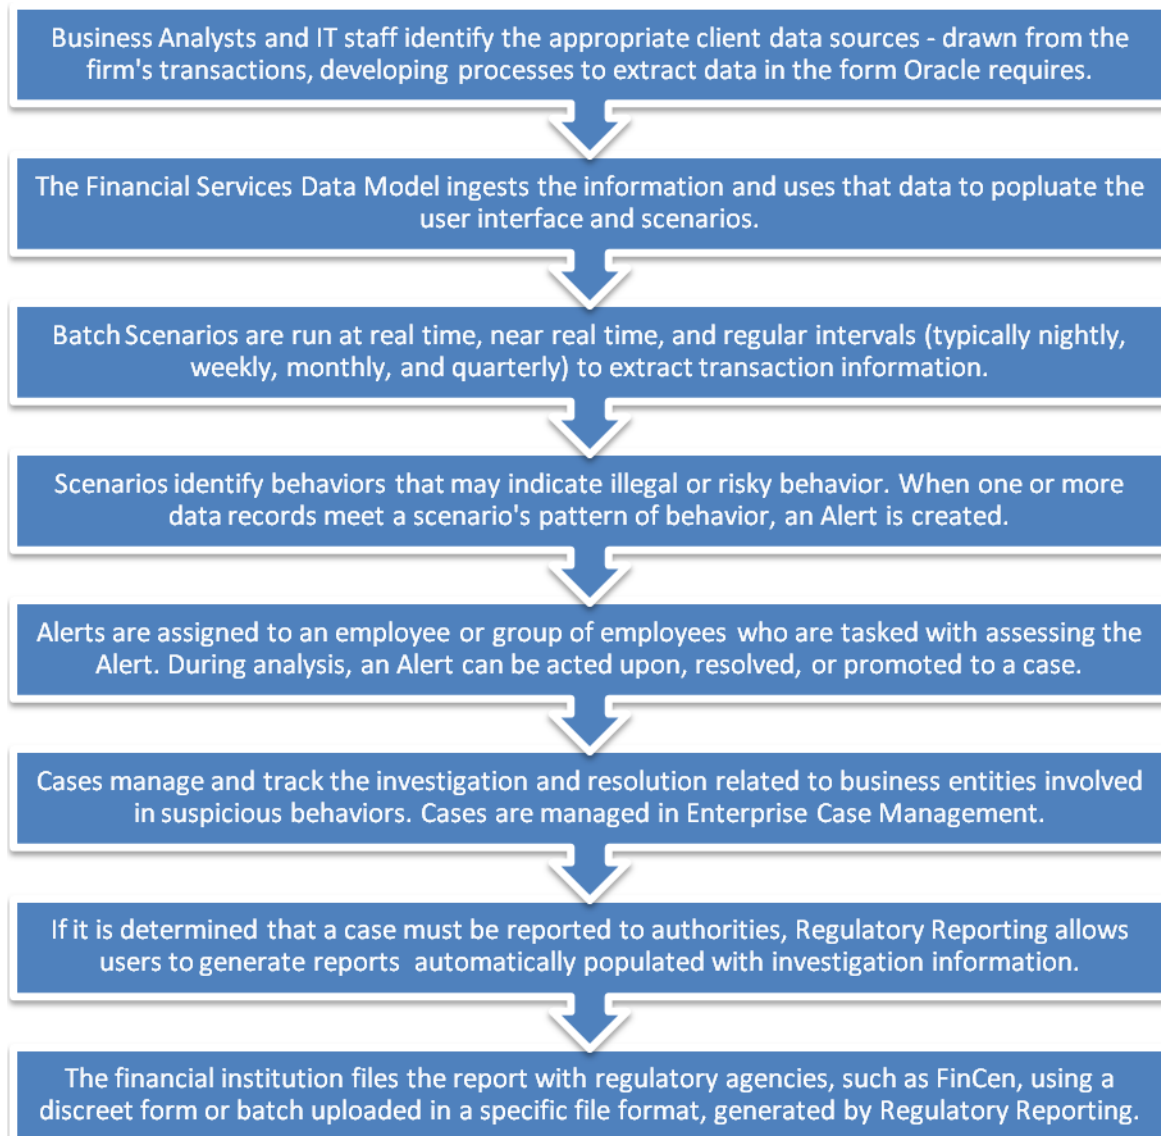 Business Analysts and IT staff identify the appropriate client data sources - drawn from the
firm's transactions, developing processes to extract data in the form Oracle requires.
The Financial Services Data Model ingests the information and uses that data to popluate the
user interface and scenarios.
Batch Scenarios are run at real time, near real time, and regular intervals (typically nightly,
weekly, monthly, and quarterly) to extract transaction information.
Scenarios identify behaviors that may indicate illegal or risky behavior. When one or more
data records meet a scenario's pattern of behavior, an Alert is created.
Alerts are assigned to an employee or group of employees who are tasked with assessing the
Alert. During analysis, an Alert can be acted upon, resolved, or promoted to a case.
Cases manage and track the investigation and resolution related to business entities involved
in suspicious behaviors. Cases are managed in Enterprise Case Management.
If it is determined that a case must be reported to authorities, Regulatory Reporting allows
users to generate reports automatically populated with investigation information.
The financial institution files the report with regulatory agencies, such as FinCen, using a
discreet form or batch uploaded in a specific file format, generated by Regulatory Reporting.